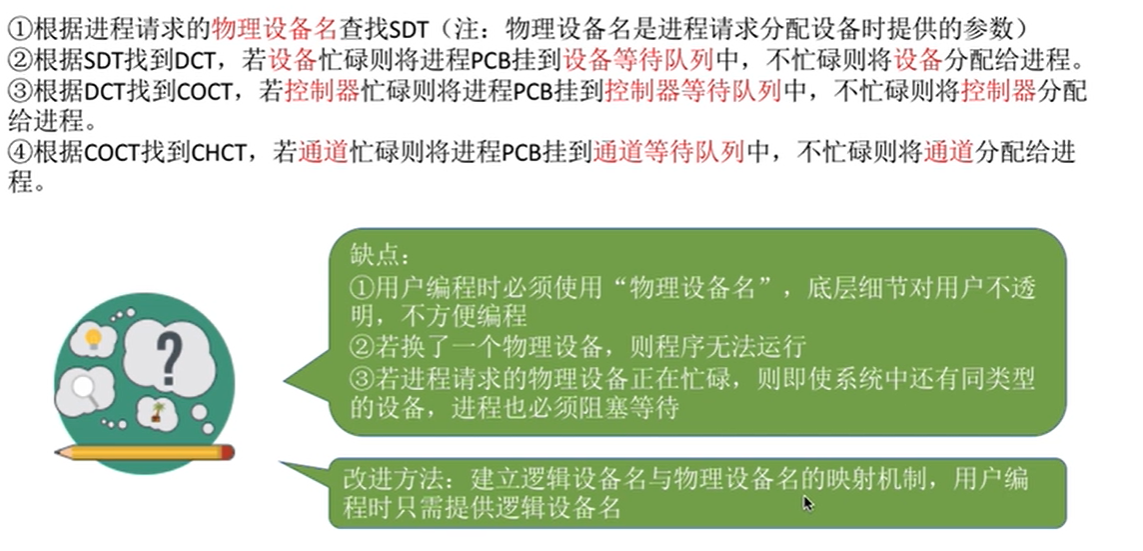 ①根据进程请求的物理设备名查找SDT（注：物理设备名是进程请求分配设备时提供的参数）
②根据SDT找到DCT，若设备忙碌则将进程PCB挂到设备等待队列中，不忙碌则将设备分配给进程。
③根据DCT找到COCT，若控制器忙碌则将进程PCB挂到控制器等待队列中，不忙碌则将控制器分配
给进程。
④根据COCT找到CHCT，若通道忙碌则将进程PCB挂到通道等待队列中，不忙碌则将通道分配给进
程。
缺点：
①用户编程时必须使用“物理设备名”，底层细节对用户不透
明，不方便编程
②若换了一个物理设备，则程序无法运行
③若进程请求的物理设备正在忙碌，则即使系统中还有同类型
的设备，进程也必须阻塞等待
?
改进方法：建立逻辑设备名与物理设备名的映射机制，用户编
程时只需提供逻辑设备名